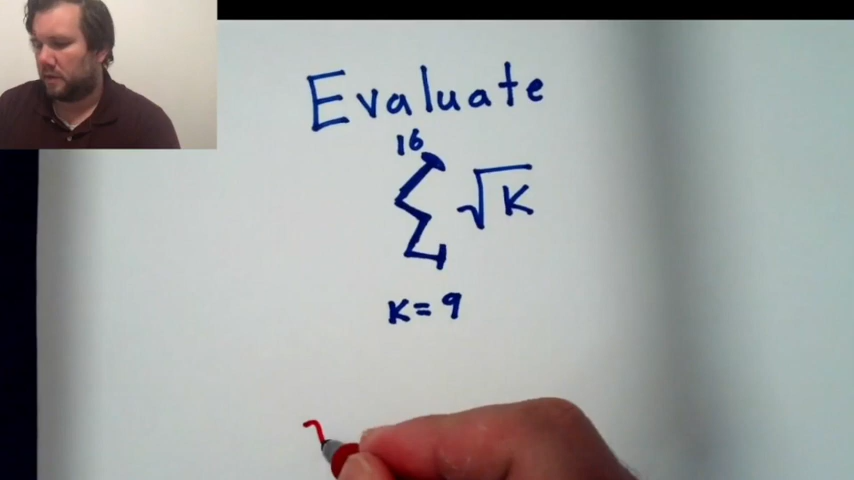 Evaluate
16
Σ √K
K=9